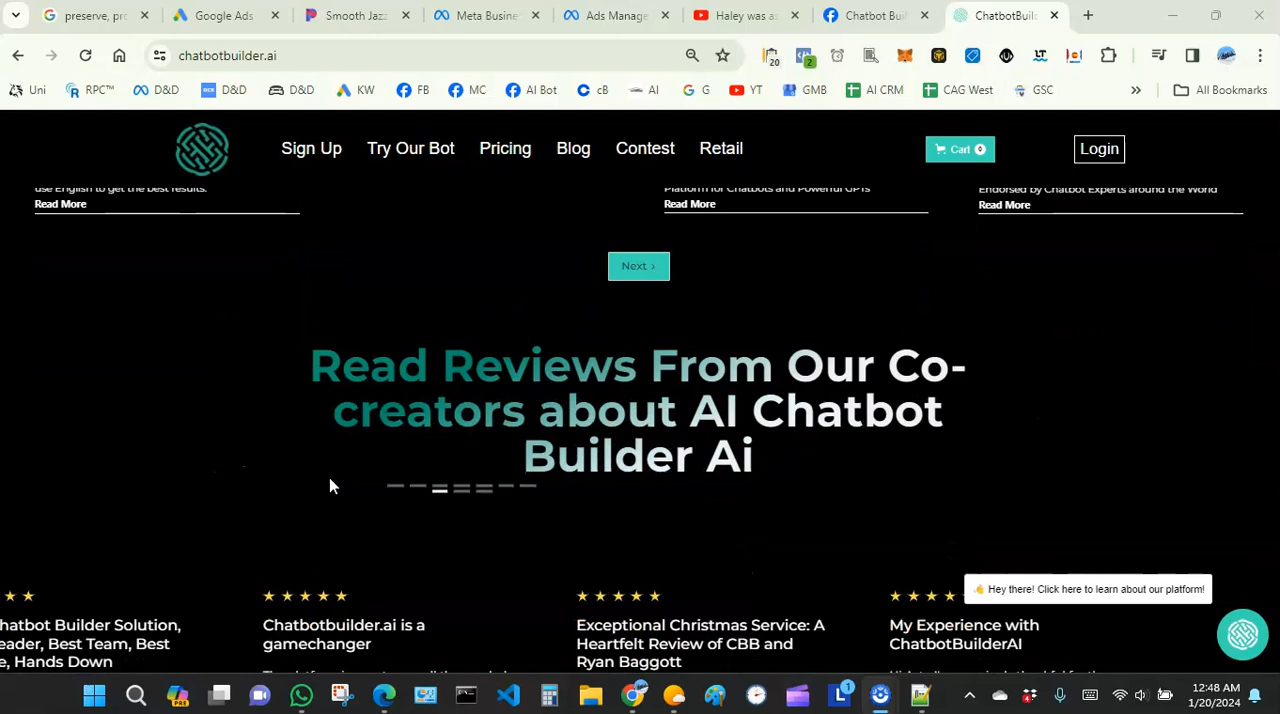 preserve, pro
Google Ads
Smooth Jazz
Meta Busine
Ads Manage
Haley was as
Chatbot Buil
ChatbotBuil
chatbotbuilder.ai
20
2
Uni
RPC™
D&D
D&D
D&D
KW
FB
MC
AI Bot
cB
AI
G
YT
GMB
AI CRM
CAG West
GSC
All Bookmarks
Sign Up
Try Our Bot
Pricing
Blog
Contest
Retail
Cart 0
Login
use English to get the best results.
Read More
Platform for Chatbots and Powerful GPTs
Read More
Endorsed by Chatbot Experts around the World
Read More
Next ›
Read Reviews From Our Co-
creators about AI Chatbot
Builder Ai
hatbot Builder Solution,
eader, Best Team, Best
e, Hands Down
Chatbotbuilder.ai is a
gamechanger
Exceptional Christmas Service: A
Heartfelt Review of CBB and
Ryan Baggott
My Experience with
ChatbotBuilderAI
Hey there! Click here to learn about our platform!
PRE
1
12:48 AM
1/20/2024